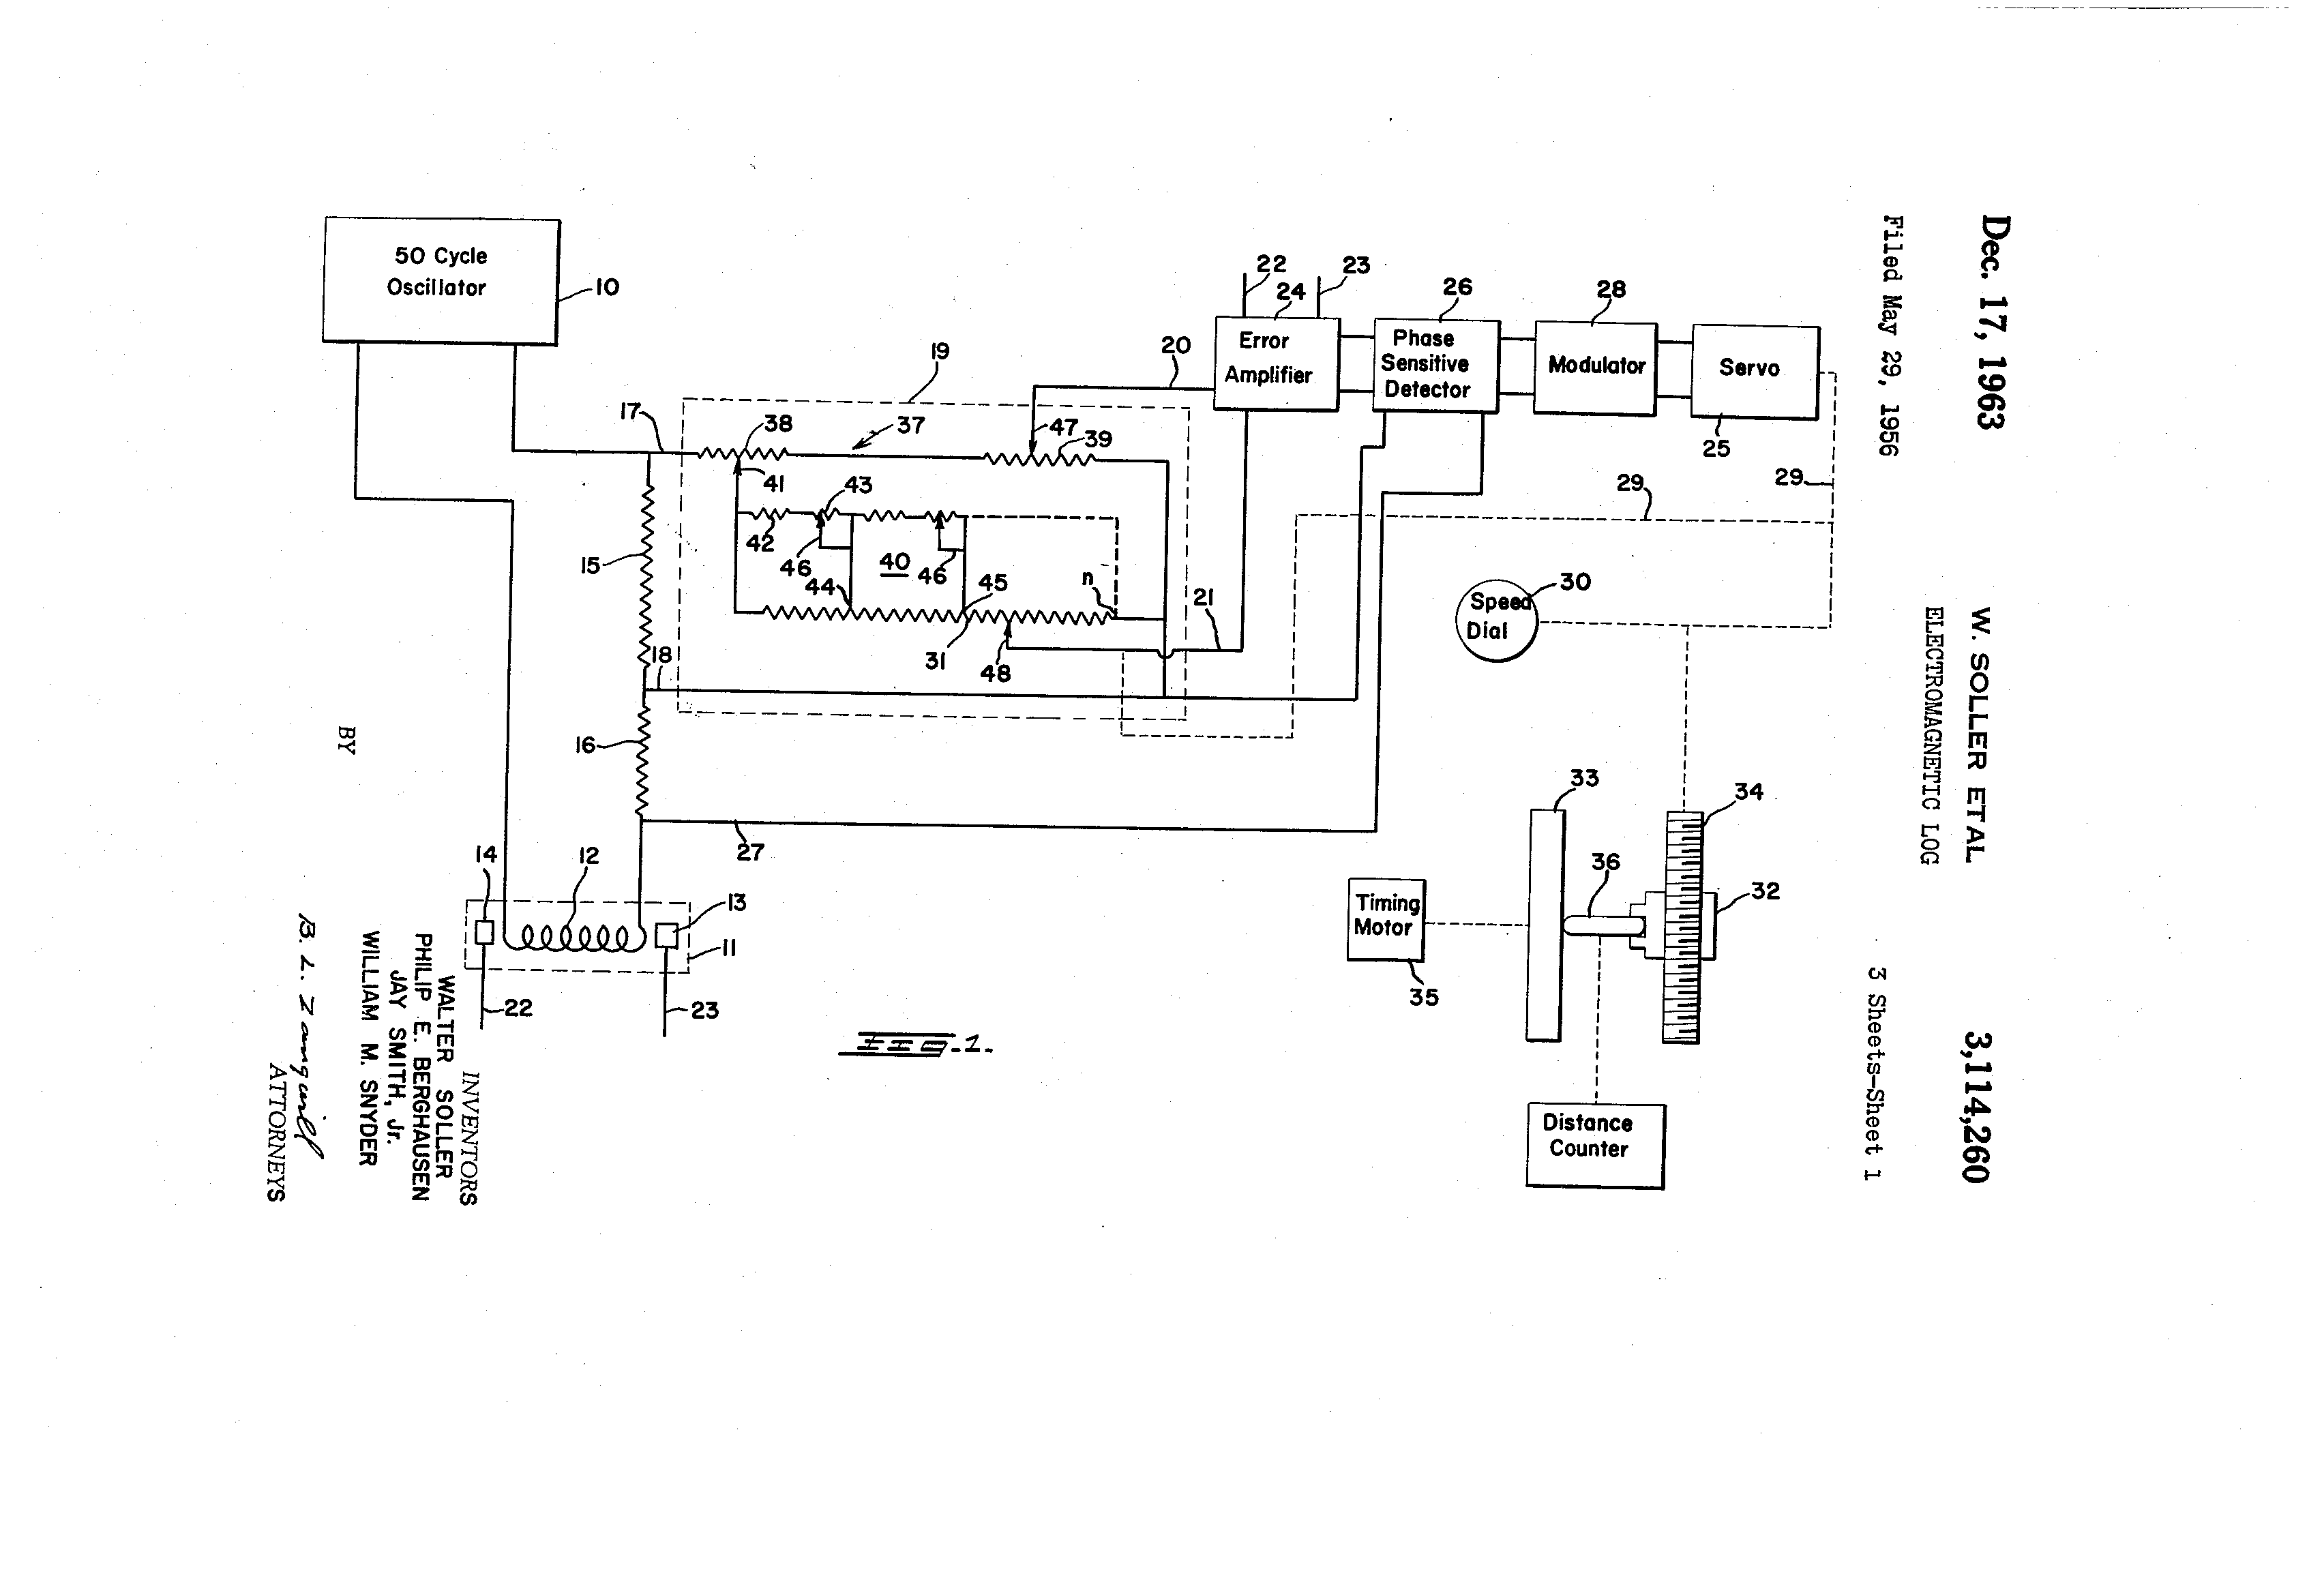 Dec. 17, 1963
W. SOLLER ETAL
3,114,260
ELECTROMAGNETIC LOG
Filed May 29, 1956
3 Sheets-Sheet 1
50 Cycle
Oscillator
10
22
23
24
Error
Amplifier
26
Phase
Sensitive
Detector
28
Modulator
Servo
25
19
20
17
38
37
47
39
41
43
29
29
42
46
40
46
15
44
45
n
21
31
48
18
Speed
Dial
30
16
27
33
34
14
12
36
32
13
11
Timing
Motor
35
22
23
FIG.1.
Distance
Counter
INVENTORS
WALTER SOLLER
PHILIP E. BERGHAUSEN
JAY SMITH, Jr.
WILLIAM M. SNYDER
BY
B. L. Zangwill
ATTORNEYS